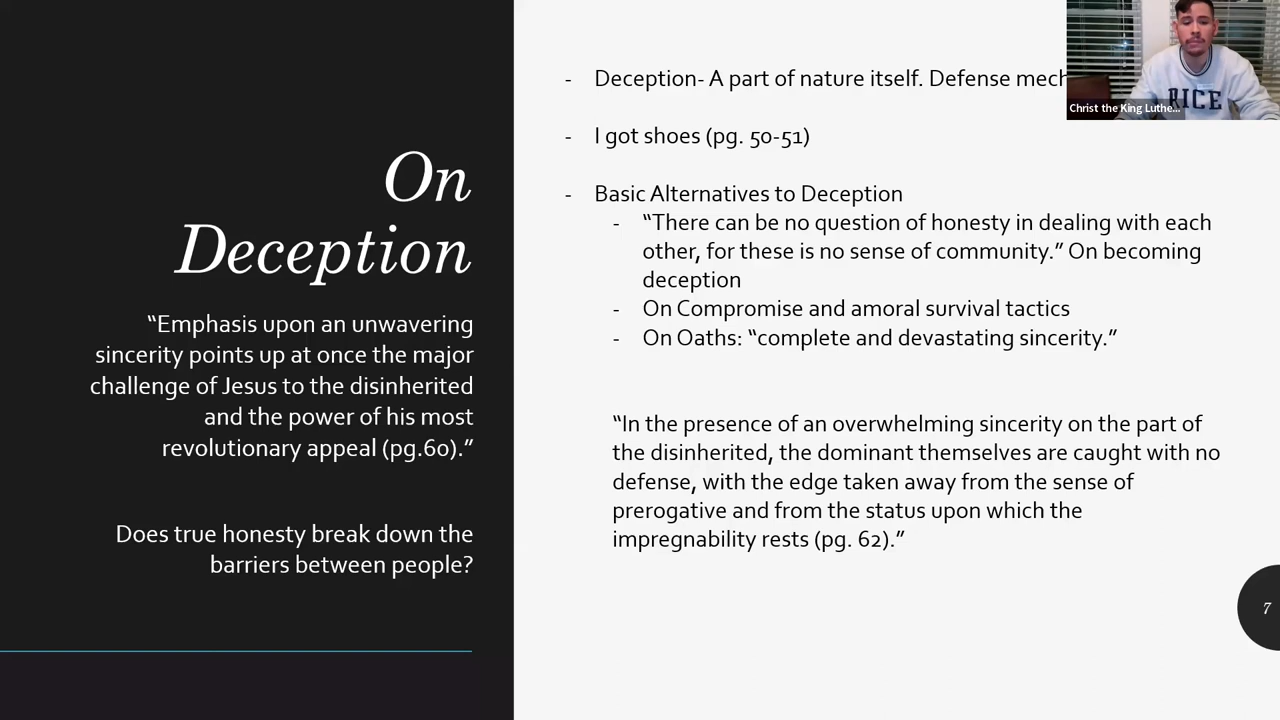 On
Deception
“Emphasis upon an unwavering
sincerity points up at once the major
challenge of Jesus to the disinherited
and the power of his most
revolutionary appeal (pg.60).”
Does true honesty break down the
barriers between people?
- Deception- A part of nature itself. Defense mech
- I got shoes (pg. 50-51)
- Basic Alternatives to Deception
- “There can be no question of honesty in dealing with each
other, for these is no sense of community.” On becoming
deception
- On Compromise and amoral survival tactics
- On Oaths: “complete and devastating sincerity.”
“In the presence of an overwhelming sincerity on the part of
the disinherited, the dominant themselves are caught with no
defense, with the edge taken away from the sense of
prerogative and from the status upon which the
impregnability rests (pg. 62).”
7
RICE
Christ the King Luthe...